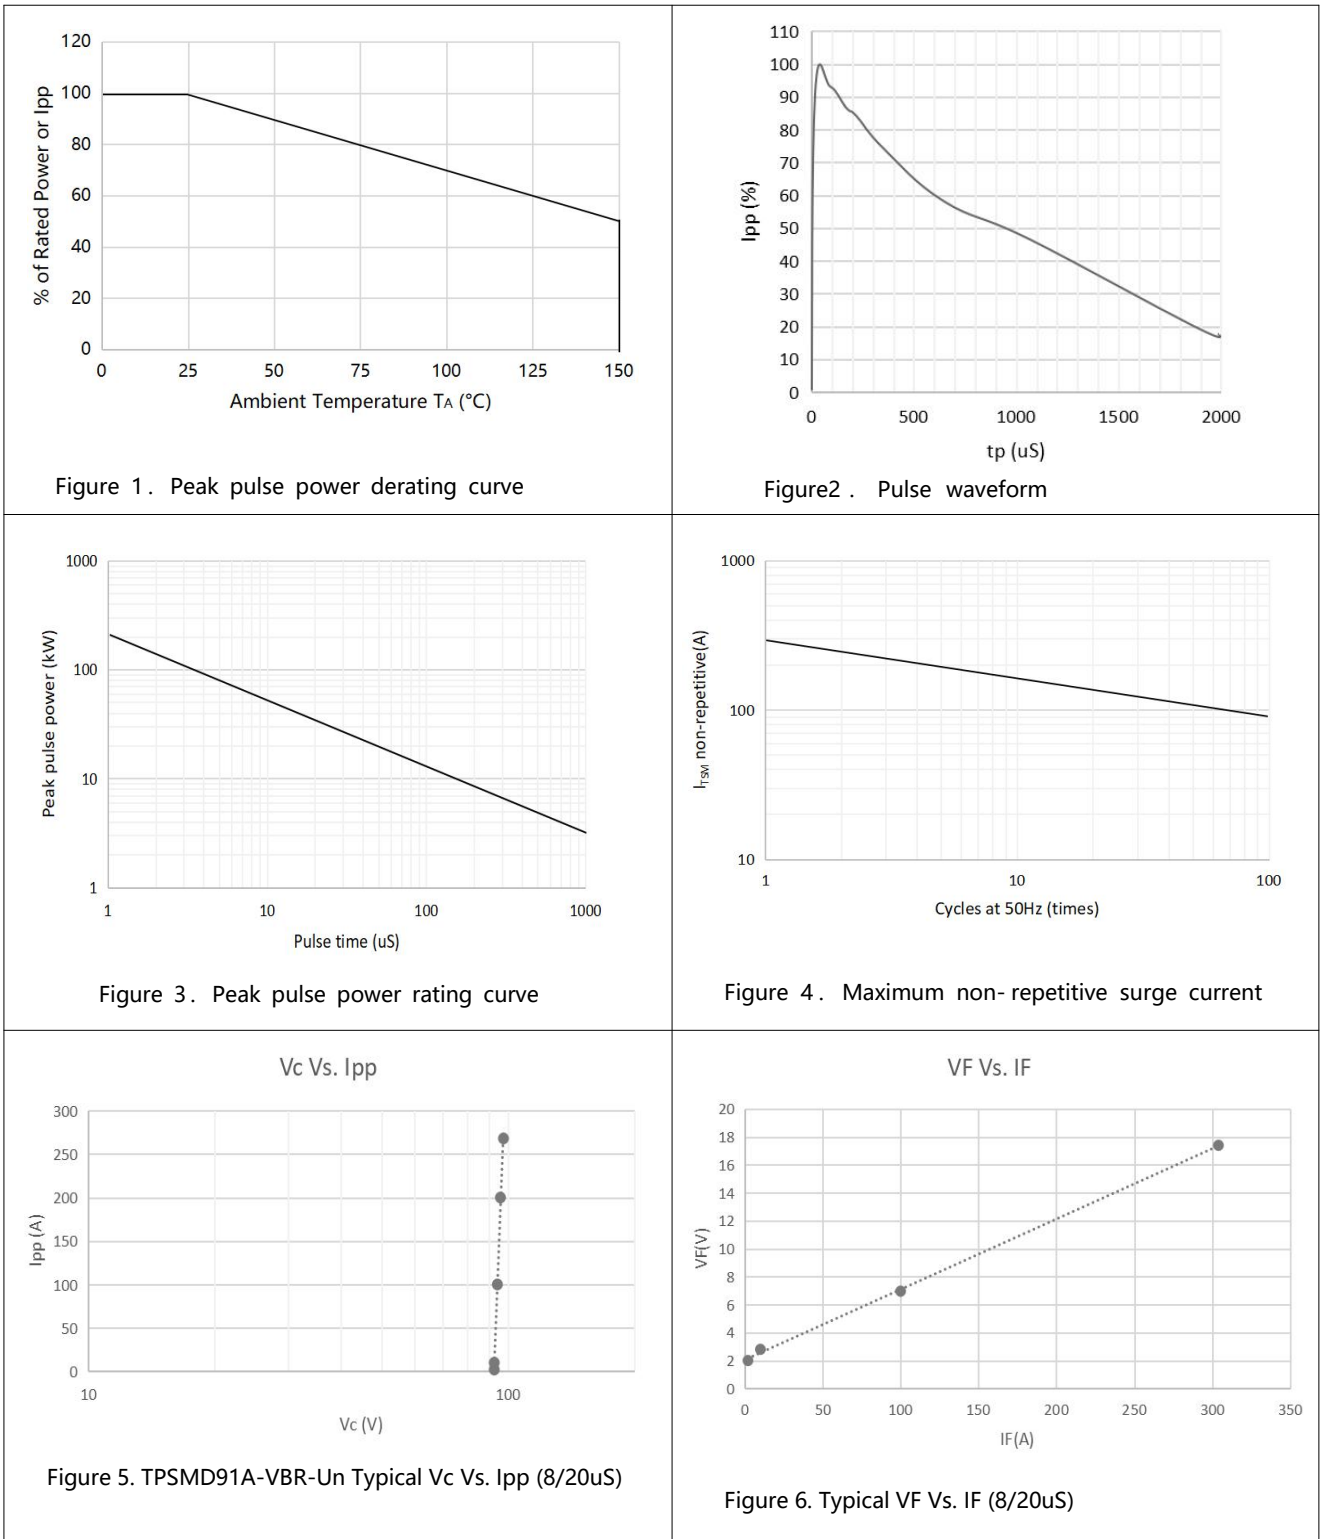 120
100
80
60
40
20
0
% of Rated Power or Ipp
0 25 50 75 100 125 150
Ambient Temperature TA (°C)
Figure 1. Peak pulse power derating curve
110
100
90
80
70
60
50
40
30
20
10
0
Ipp (%)
0 500 1000 1500 2000
tp (uS)
Figure2 . Pulse waveform
1000
100
10
1
Peak pulse power (kW)
1 10 100 1000
Pulse time (uS)
Figure 3. Peak pulse power rating curve
1000
100
10
ITSM non-repetitive(A)
1 10 100
Cycles at 50Hz (times)
Figure 4. Maximum non- repetitive surge current
Vc Vs. Ipp
300
250
200
150
100
50
0
Ipp (A)
10 100
Vc (V)
Figure 5. TPSMD91A-VBR-Un Typical Vc Vs. Ipp (8/20uS)
VF Vs. IF
20
18
16
14
12
10
8
6
4
2
0
VF(V)
0 50 100 150 200 250 300 350
IF(A)
Figure 6. Typical VF Vs. IF (8/20uS)